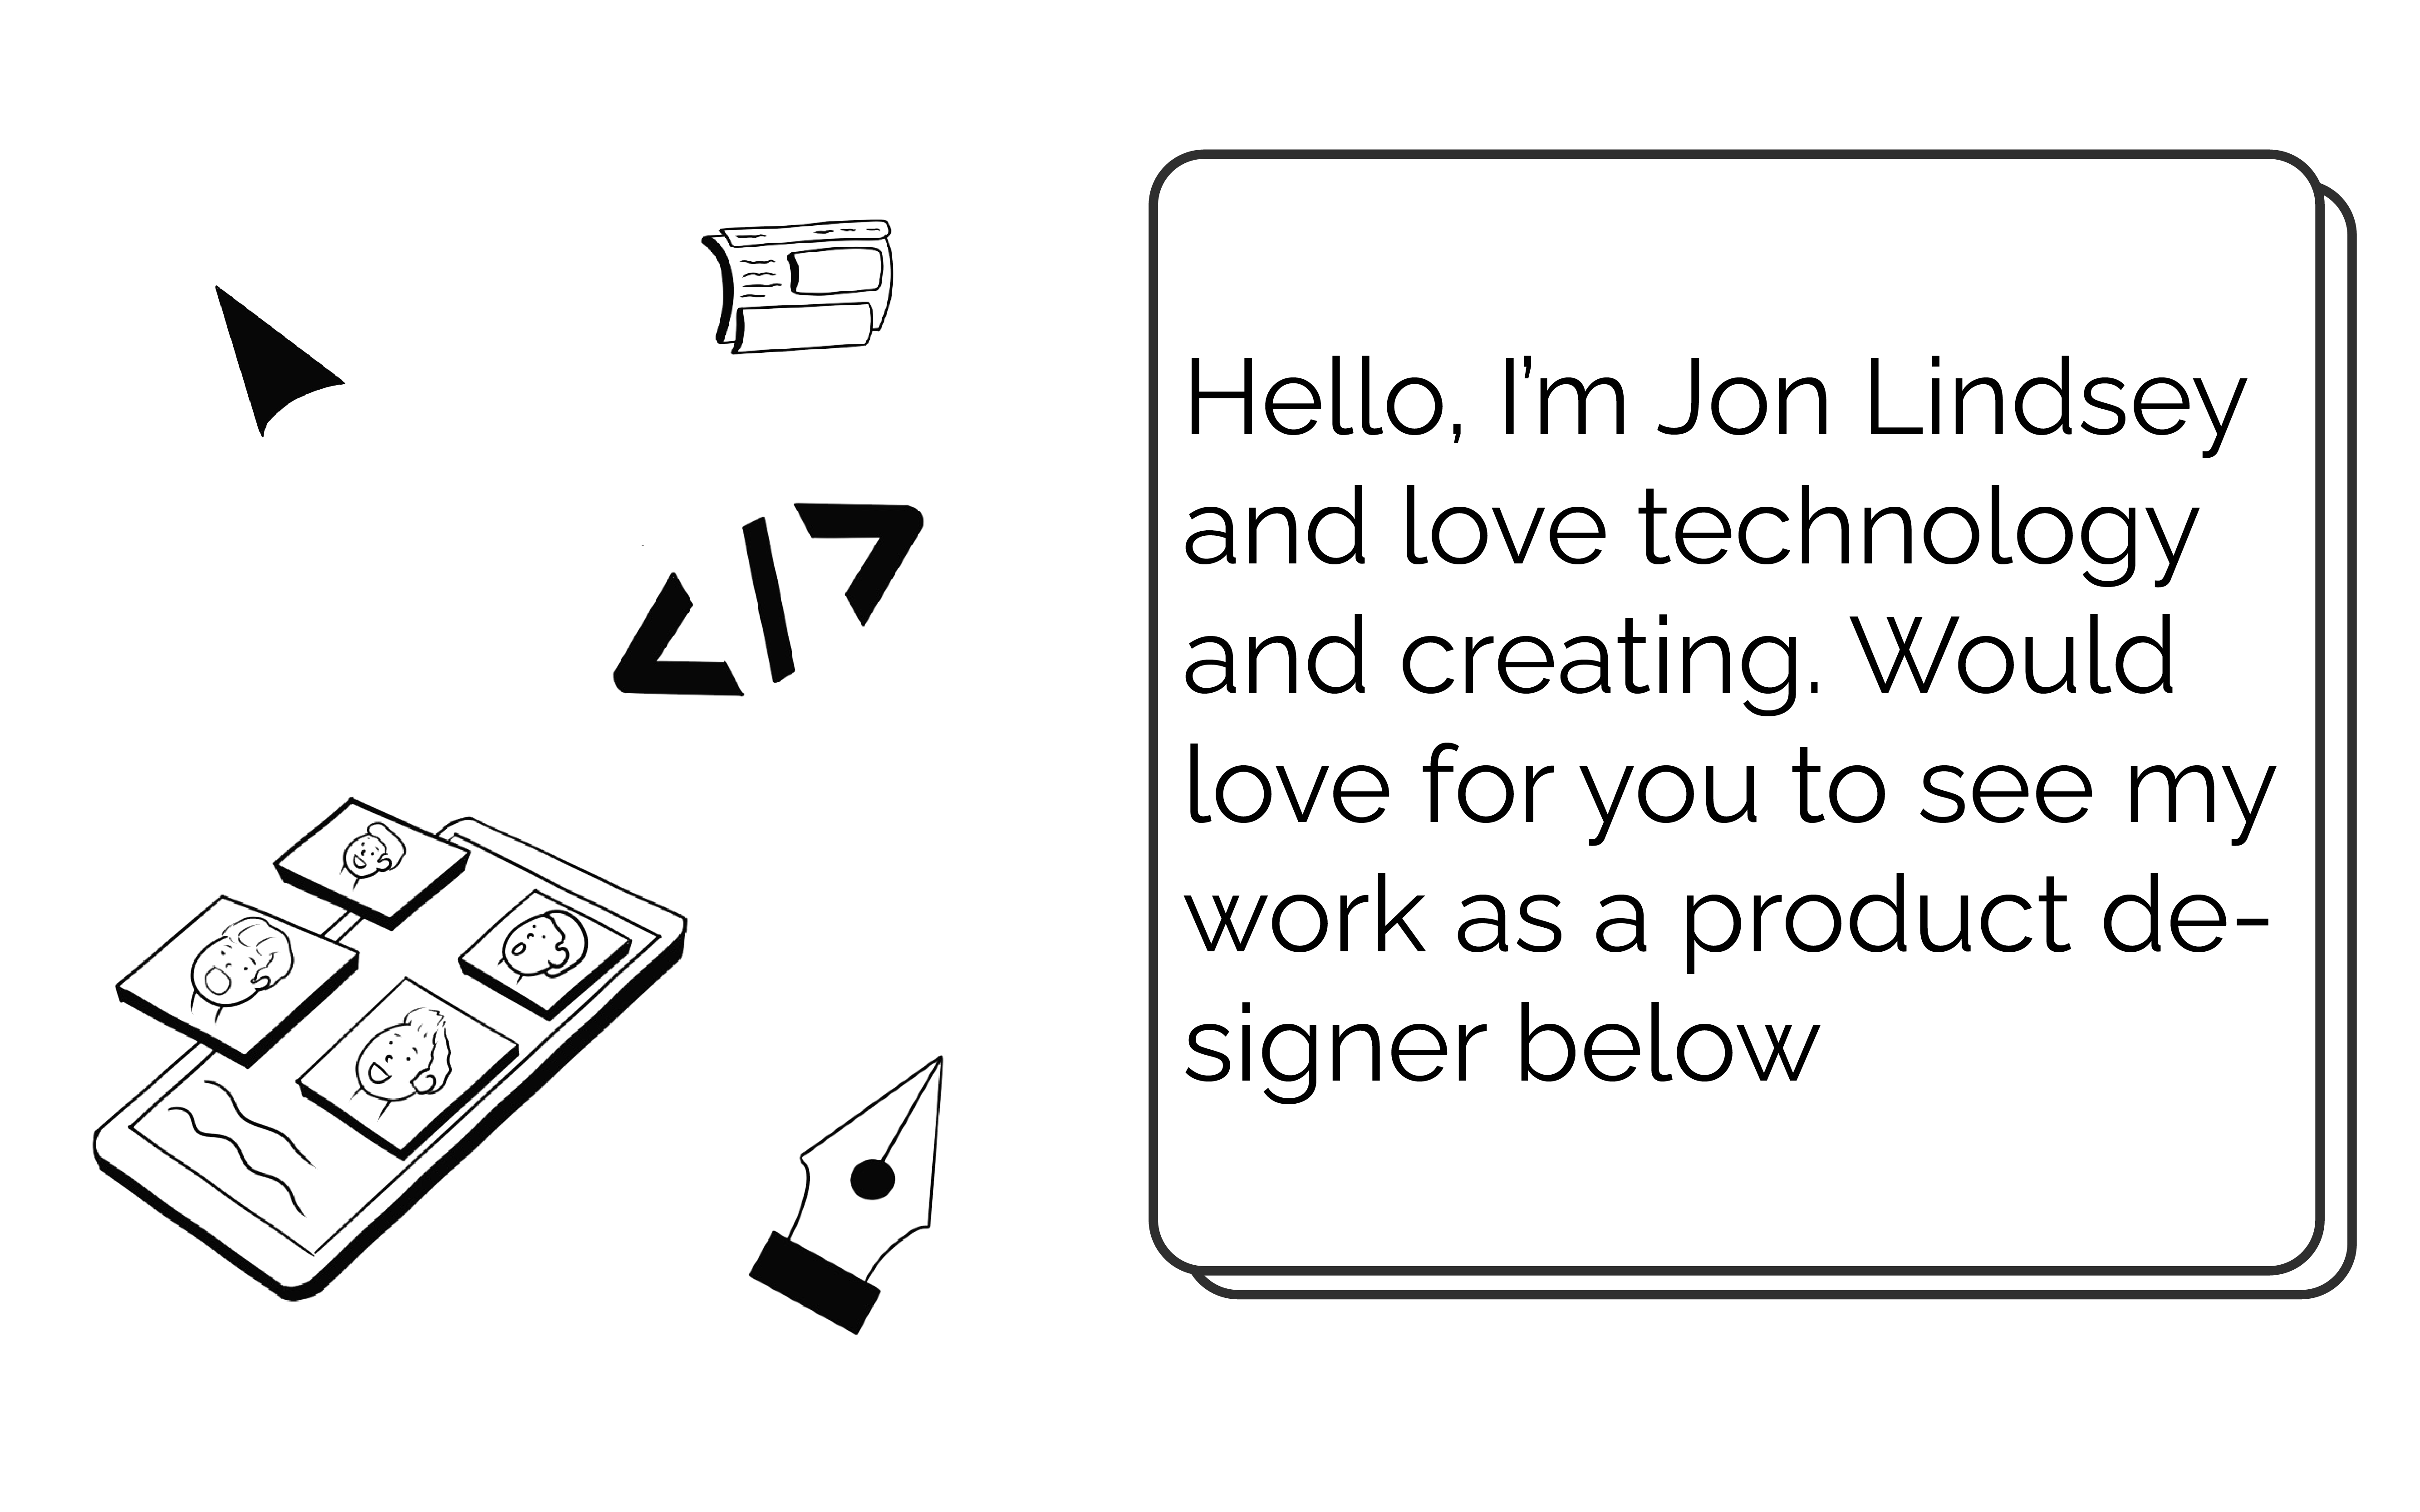 Hello, I'm Jon Lindsey
and love technology
and creating. Would
love for you to see my
work as a product de-
signer below